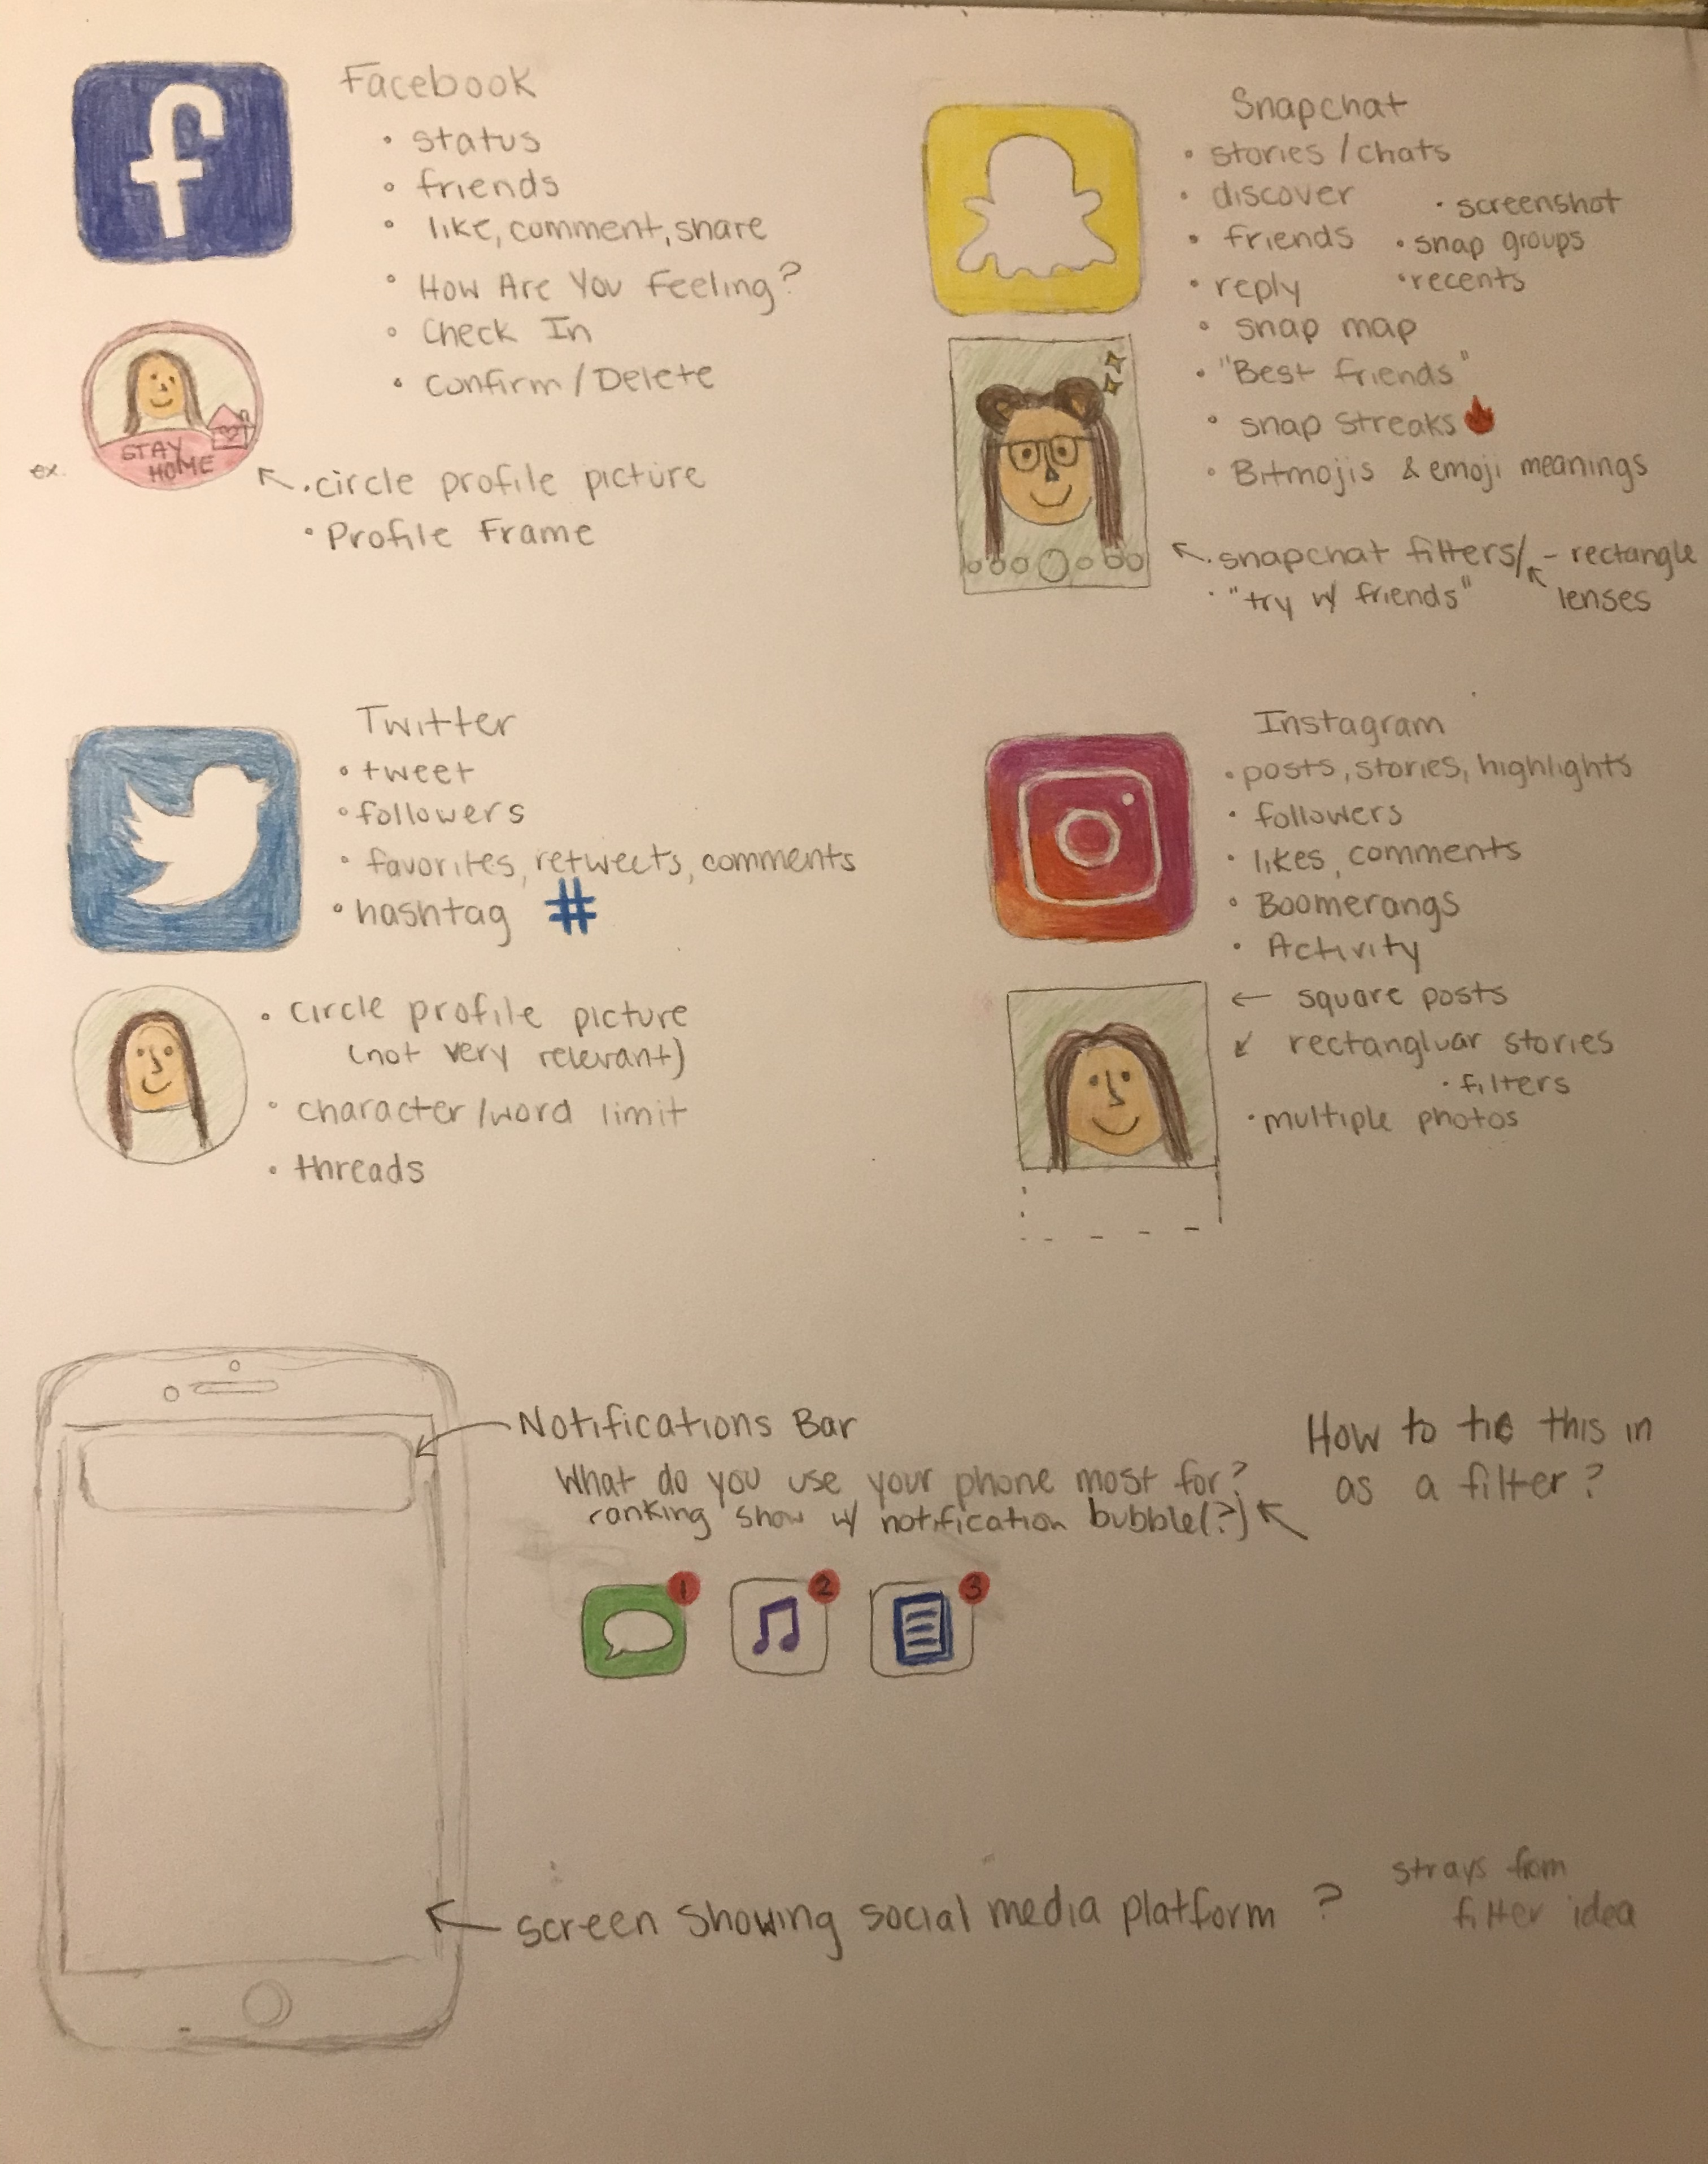 f
Facebook
• status
• friends
• like, comment, share
• How Are You Feeling?
• Check In
• Confirm / Delete
STAY
HOME
ex.
• circle profile picture
• Profile Frame
Snapchat
• stories / chats
• discover
• screenshot
• friends
• snap groups
• reply
• recents
• snap map
• "Best friends"
• snap streaks
• Bitmojis & emoji meanings
• snapchat filters/ - rectangle
lenses
• "try w/ friends"
Twitter
• tweet
• followers
• favorites, retweets, comments
• hashtag #
• circle profile picture
(not very relevant)
• character/word limit
• threads
Instagram
• posts, stories, highlights
• followers
• likes, comments
• Boomerangs
• Activity
← square posts
↙ rectangluar stories
• filters
• multiple photos
Notifications Bar
What do you use your phone most for?
ranking show w/ notification bubble(?)
How to tie this in
as a filter?
1
2
3
screen showing social media platform ?
strays from
filter idea